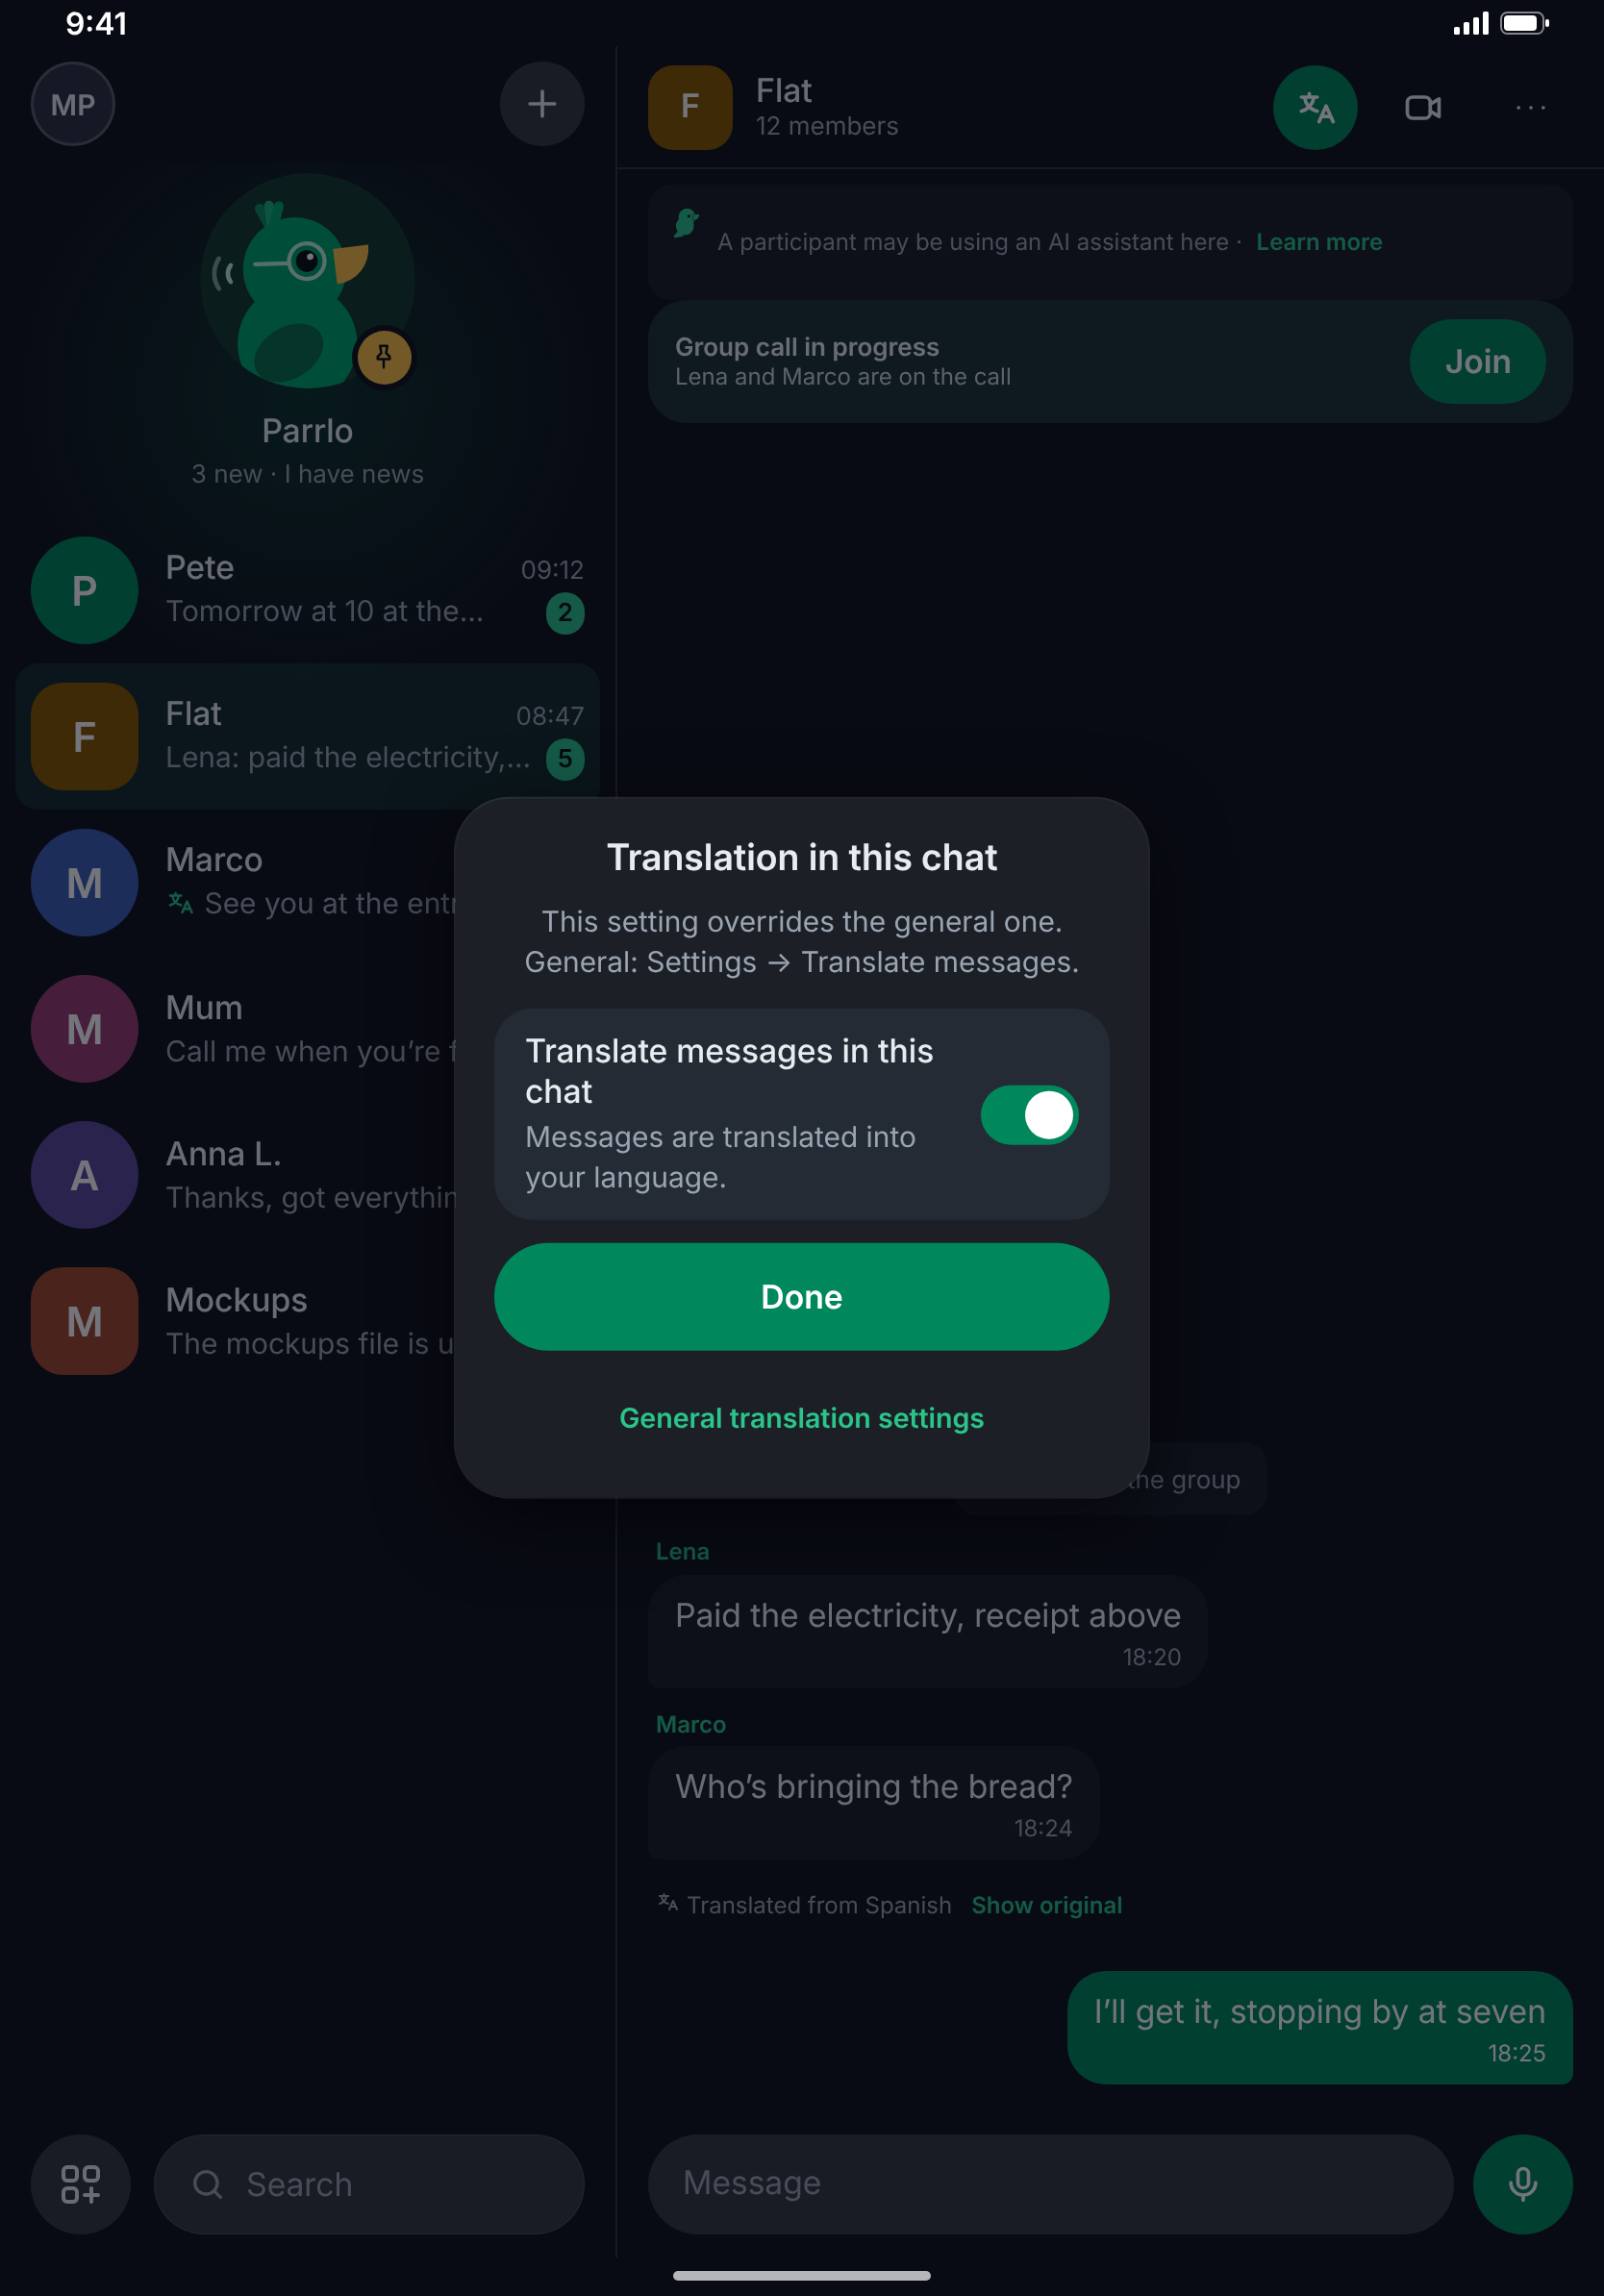 9:41
MP
Parrlo
3 new · I have news
P
Pete
09:12
Tomorrow at 10 at the...
2
F
Flat
08:47
Lena: paid the electricity,...
5
M
Marco
See you at the entr
M
Mum
Call me when you’re f
A
Anna L.
Thanks, got everythin
M
Mockups
The mockups file is u
Search
F
Flat
12 members
A participant may be using an AI assistant here · Learn more
Group call in progress
Lena and Marco are on the call
Join
Translation in this chat
This setting overrides the general one.
General: Settings → Translate messages.
Translate messages in this
chat
Messages are translated into
your language.
Done
General translation settings
the group
Lena
Paid the electricity, receipt above
18:20
Marco
Who’s bringing the bread?
18:24
Translated from Spanish Show original
I’ll get it, stopping by at seven
18:25
Message